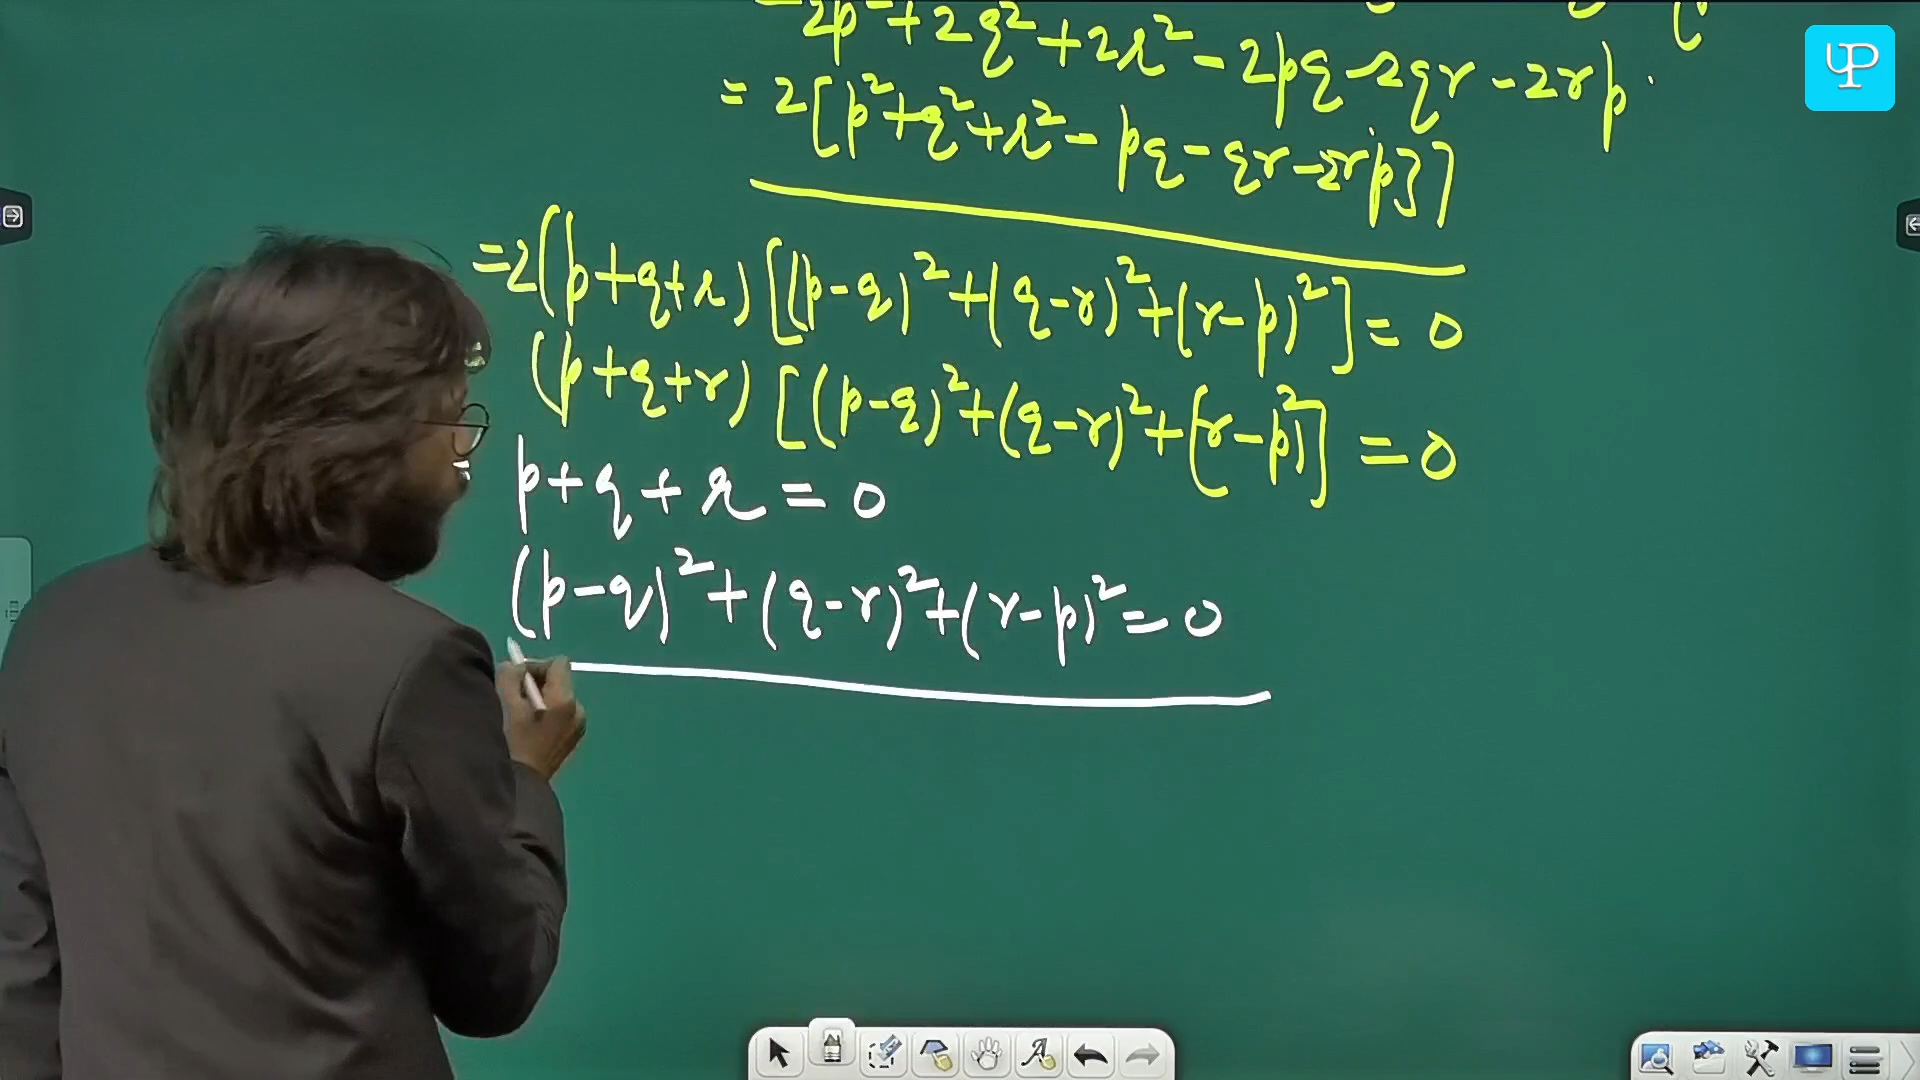 2p²+2q²+2r²-2pq-2qr-2rp
= 2[p²+q²+r²-pq-qr-2rp}]
=2(p+q+r)[(p-q)²+(q-r)²+(r-p)²]=0
(p+q+r)[(p-q)²+(q-r)²+(r-p)²]=0
p+q+r=0
(p-q)²+(q-r)²+(r-p)²=0